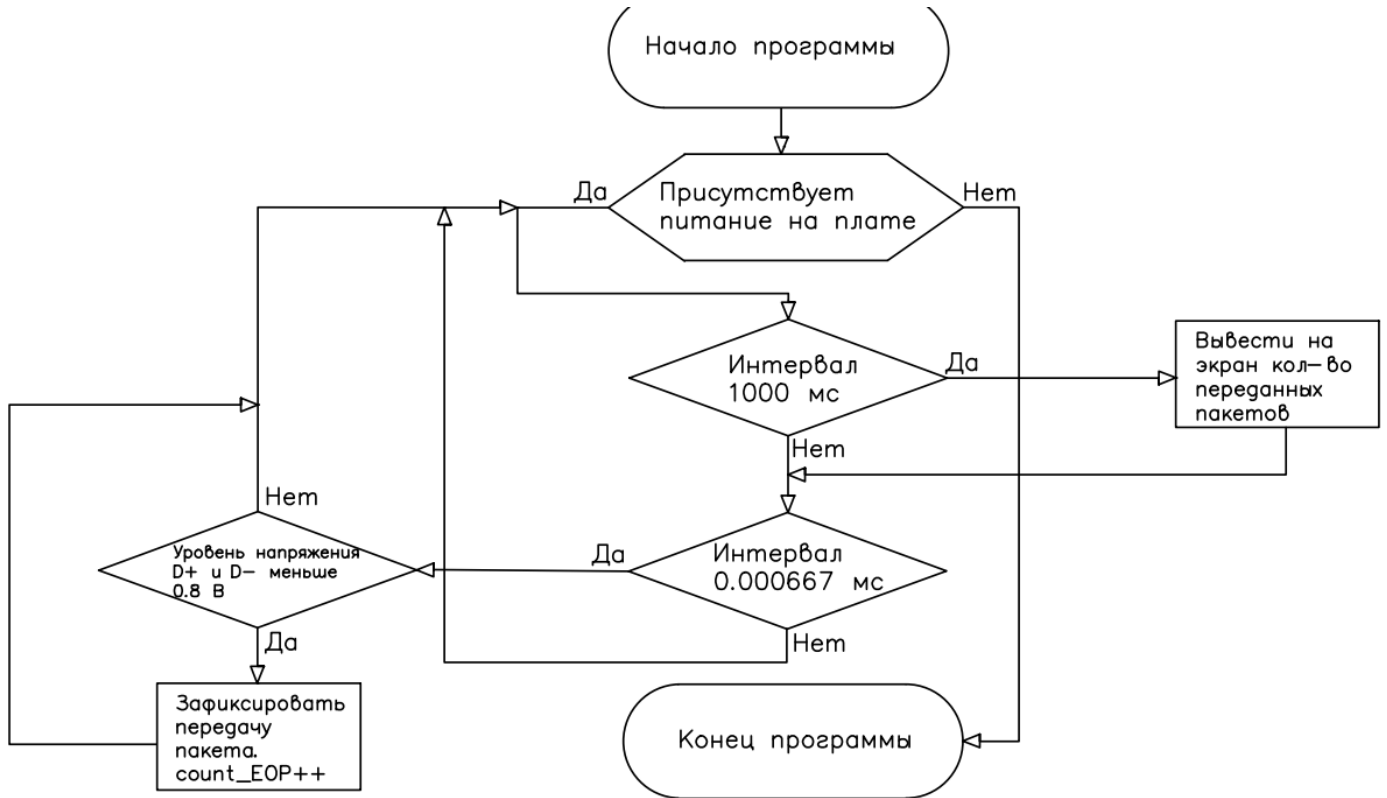 Начало программы
Да
Присутствует
питание на плате
Нет
Интервал
1000 мс
Да
Вывести на
экран кол-во
переданных
пакетов
Нет
Нет
Уровень напряжения
D+ и D- меньше
0.8 В
Да
Интервал
0.000667 мс
Да
Нет
Зафиксировать
передачу
пакета.
count_EOP++
Конец программы